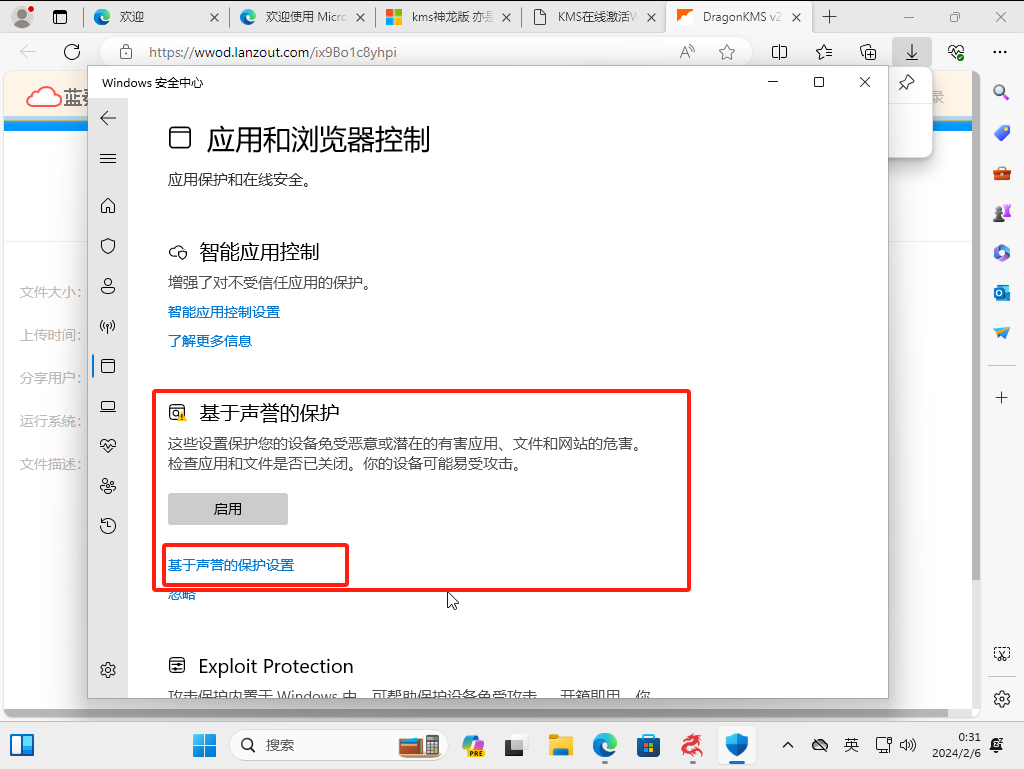 欢迎
欢迎使用 Micro
kms神龙版 亦是
KMS在线激活W
DragonKMS v2
https://wwod.lanzout.com/ix9Bo1c8yhpi
Windows 安全中心
蓝奏
录
应用和浏览器控制
应用保护和在线安全。
智能应用控制
增强了对不受信任应用的保护。
智能应用控制设置
了解更多信息
文件大小:
上传时间:
分享用户:
运行系统:
文件描述:
基于声誉的保护
这些设置保护您的设备免受恶意或潜在的有害应用、文件和网站的危害。
检查应用和文件是否已关闭。你的设备可能易受攻击。
启用
基于声誉的保护设置
忽略
Exploit Protection
攻击保护内置于 Windows 中，可帮助保护设备免受攻击。 开箱即用，你
搜索
PRE
英
0:31
2024/2/6